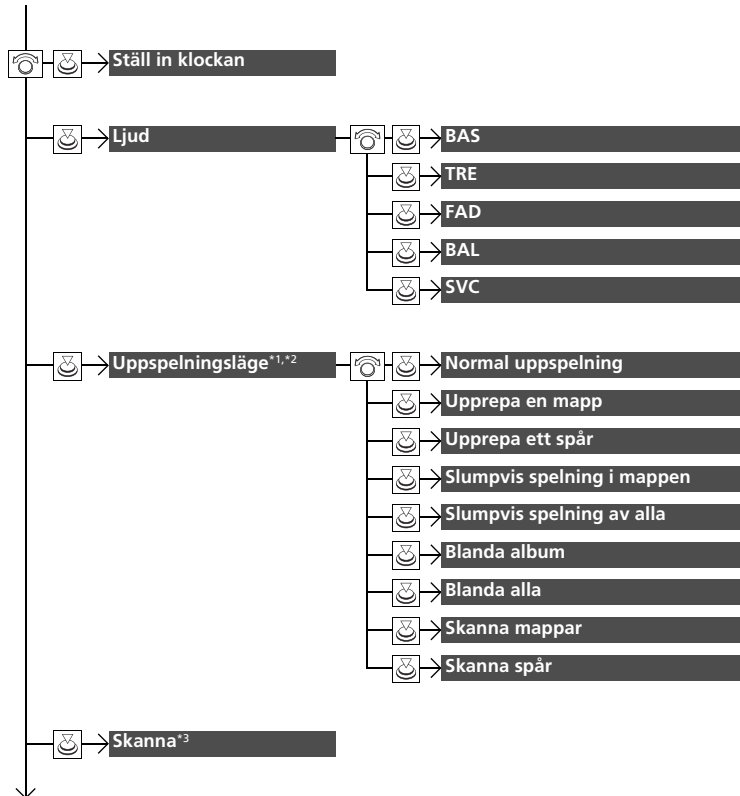 Ställ in klockan
Ljud
BAS
TRE
FAD
BAL
SVC
Uppspelningsläge*1,*2
Normal uppspelning
Upprepa en mapp
Upprepa ett spår
Slumpvis spelning i mappen
Slumpvis spelning av alla
Blanda album
Blanda alla
Skanna mappar
Skanna spår
Skanna*3